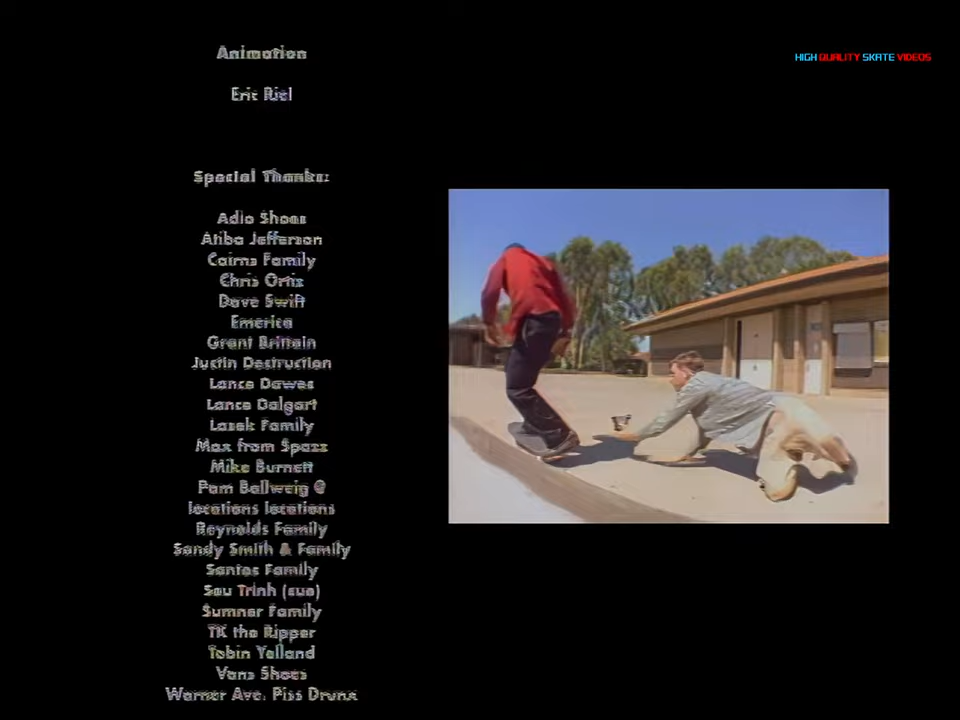 Animation
Eric Riel
HIGH QUALITY SKATE VIDEOS
Special Thanks:
Adio Shoes
Atiba Jefferson
Cairns Family
Chris Ortiz
Dave Swift
Emerica
Grant Brittain
Justin Destruction
Lance Dawes
Lance Dalgart
Lasek Family
Max from Spazz
Mike Burnett
Pam Ballweig @
locations locations
Reynolds Family
Sandy Smith & Family
Santos Family
Sou Trinh (sue)
Sumner Family
TK the Ripper
Tobin Yelland
Vans Shoes
Warner Ave. Piss Drunx